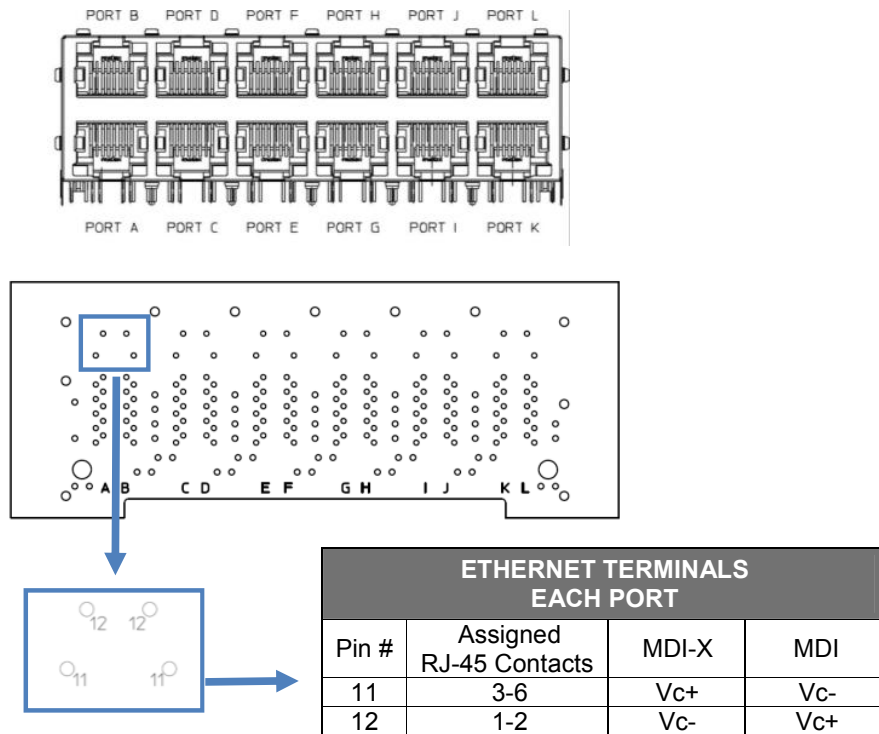 PORT B PORT D PORT F PORT H PORT J PORT L
PORT A PORT C PORT E PORT G PORT I PORT K
A B C D E F G H I J K L
12 12
11 11
ETHERNET TERMINALS
EACH PORT
Pin # Assigned RJ-45 Contacts MDI-X MDI
11 3-6 Vc+ Vc-
12 1-2 Vc- Vc+